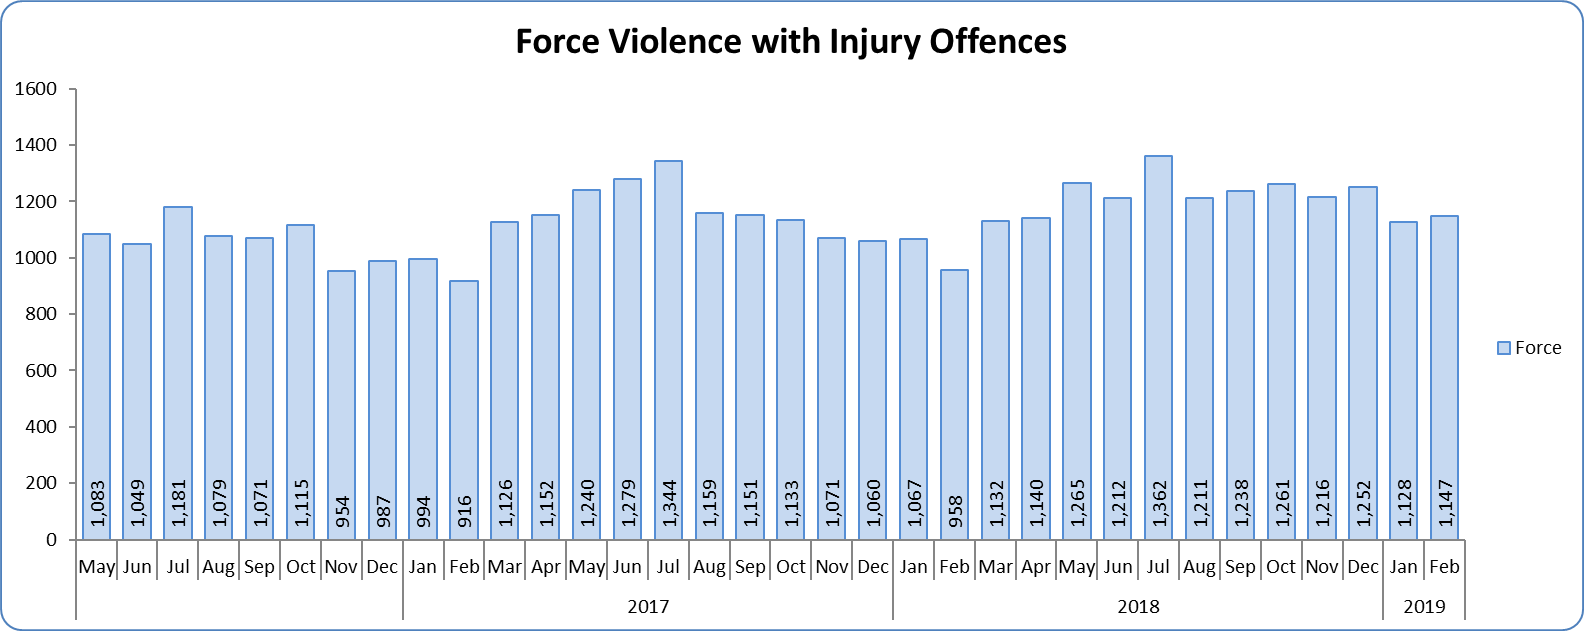 Force Violence with Injury Offences
1600
1400
1200
1000
800
600
400
200
0
1,083 1,049 1,181 1,079 1,071 1,115 954 987 994 916 1,126 1,152 1,240 1,279 1,344 1,159 1,151 1,133 1,071 1,060 1,067 958 1,132 1,140 1,265 1,212 1,362 1,211 1,238 1,261 1,216 1,252 1,128 1,147
May Jun Jul Aug Sep Oct Nov Dec Jan Feb Mar Apr May Jun Jul Aug Sep Oct Nov Dec Jan Feb Mar Apr May Jun Jul Aug Sep Oct Nov Dec Jan Feb
2017 2018 2019
Force